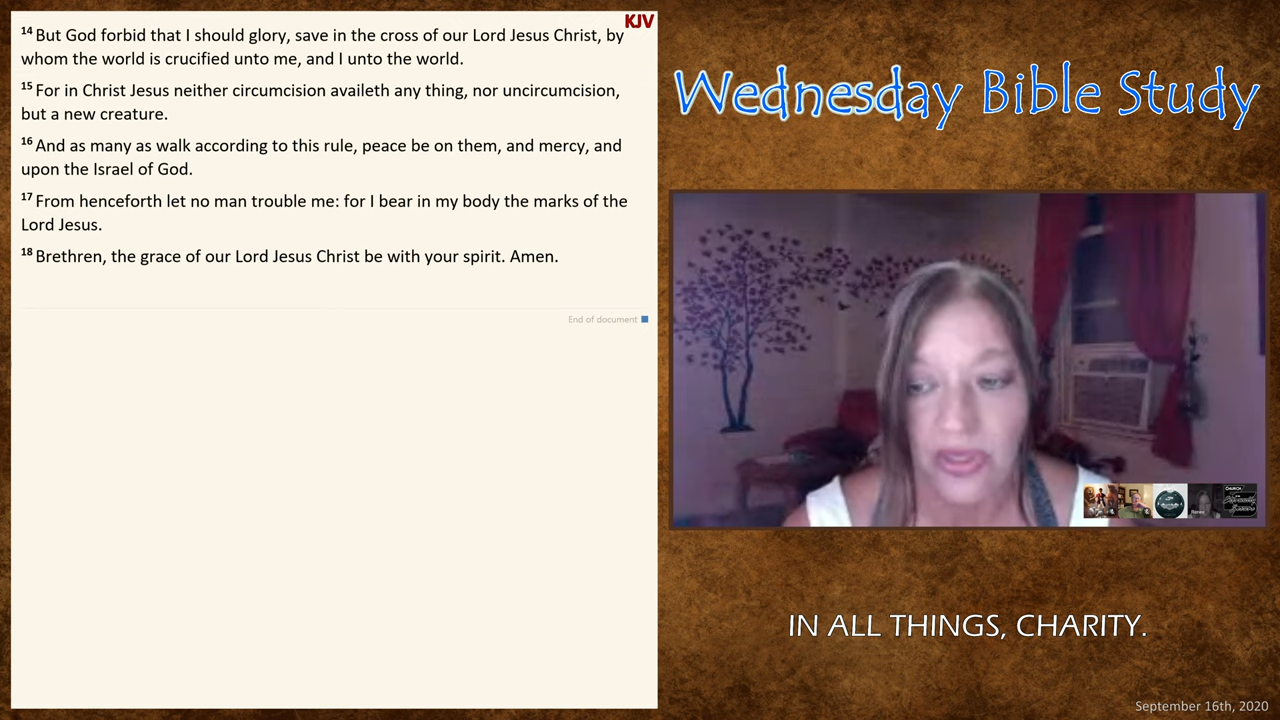 KJV
14 But God forbid that I should glory, save in the cross of our Lord Jesus Christ, by
whom the world is crucified unto me, and I unto the world.
15 For in Christ Jesus neither circumcision availeth any thing, nor uncircumcision,
but a new creature.
16 And as many as walk according to this rule, peace be on them, and mercy, and
upon the Israel of God.
17 From henceforth let no man trouble me: for I bear in my body the marks of the
Lord Jesus.
18 Brethren, the grace of our Lord Jesus Christ be with your spirit. Amen.
End of document
Wednesday Bible Study
Renee
CHURCH
IN ALL THINGS, CHARITY.
September 16th, 2020